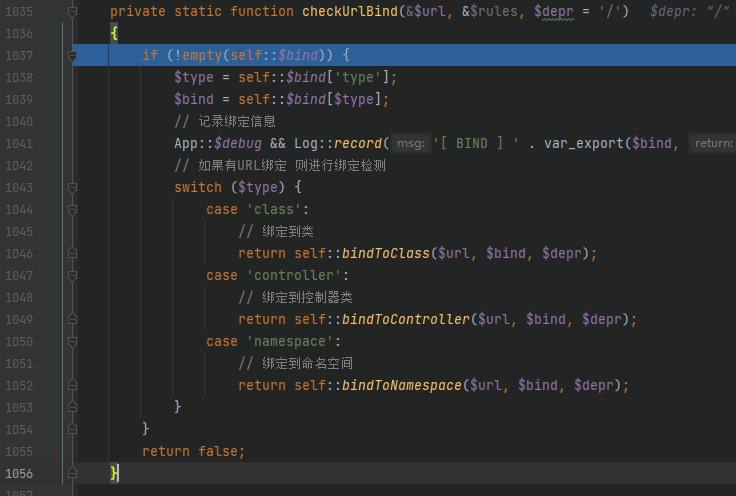 1035 private static function checkUrlBind(&$url, &$rules, $depr = '/') $depr: "/"
1036 {
1037 if (!empty(self::$bind)) {
1038 $type = self::$bind['type'];
1039 $bind = self::$bind[$type];
1040 // 记录绑定信息
1041 App::$debug && Log::record( msg: '[ BIND ] ' . var_export($bind, return:
1042 // 如果有URL绑定 则进行绑定检测
1043 switch ($type) {
1044 case 'class':
1045 // 绑定到类
1046 return self::bindToClass($url, $bind, $depr);
1047 case 'controller':
1048 // 绑定到控制器类
1049 return self::bindToController($url, $bind, $depr);
1050 case 'namespace':
1051 // 绑定到命名空间
1052 return self::bindToNamespace($url, $bind, $depr);
1053 }
1054 }
1055 return false;
1056 }